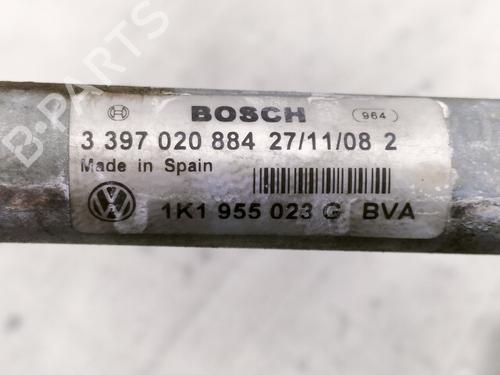 BOSCH 964
3 397 020 884 27/11/08 2
Made in Spain
1K1 955 023 G BVA
B-PARTS